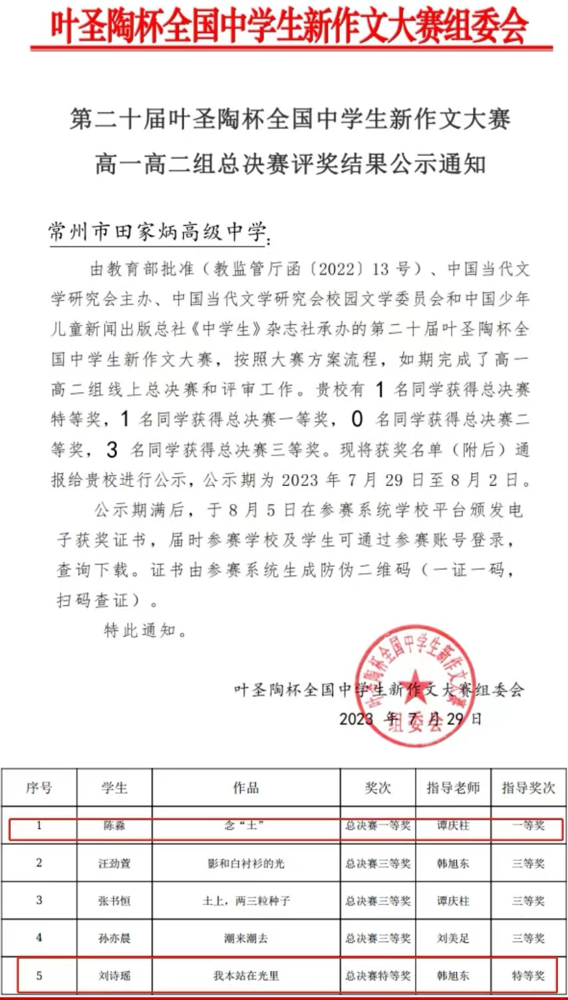 叶圣陶杯全国中学生新作文大赛组委会
第二十届叶圣陶杯全国中学生新作文大赛
高一高二组总决赛评奖结果公示通知
常州市田家炳高级中学：
由教育部批准（教监管厅函〔2022〕13 号）、中国当代文
学研究会主办、中国当代文学研究会校园文学委员会和中国少年
儿童新闻出版总社《中学生》杂志社承办的第二十届叶圣陶杯全
国中学生新作文大赛，按照大赛方案流程，如期完成了高一
高二组线上总决赛和评审工作。贵校有 1 名同学获得总决赛
特等奖，1 名同学获得总决赛一等奖，0 名同学获得总决赛二
等奖，3 名同学获得总决赛三等奖。现将获奖名单（附后）通
报给贵校进行公示，公示期为 2023 年 7 月 29 日至 8 月 2 日。
公示期满后，于 8 月 5 日在参赛系统学校平台颁发电
子获奖证书，届时参赛学校及学生可通过参赛账号登录，
查询下载。证书由参赛系统生成防伪二维码（一证一码，
扫码查证）。
特此通知。
叶圣陶杯全国中学生新作文大赛组委会
2023 年 7 月 29 日
叶圣陶杯全国中学生新作文大赛
组委会
序号 学生 作品 奖次 指导老师 指导奖次
1 陈淼 念“土” 总决赛一等奖 谭庆柱 一等奖
2 汪劲萱 影和白衬衫的光 总决赛三等奖 韩旭东 三等奖
3 张书恒 土上，两三粒种子 总决赛三等奖 谭庆柱 三等奖
4 孙亦晨 潮来潮去 总决赛三等奖 刘美足 三等奖
5 刘诗瑶 我本站在光里 总决赛特等奖 韩旭东 特等奖